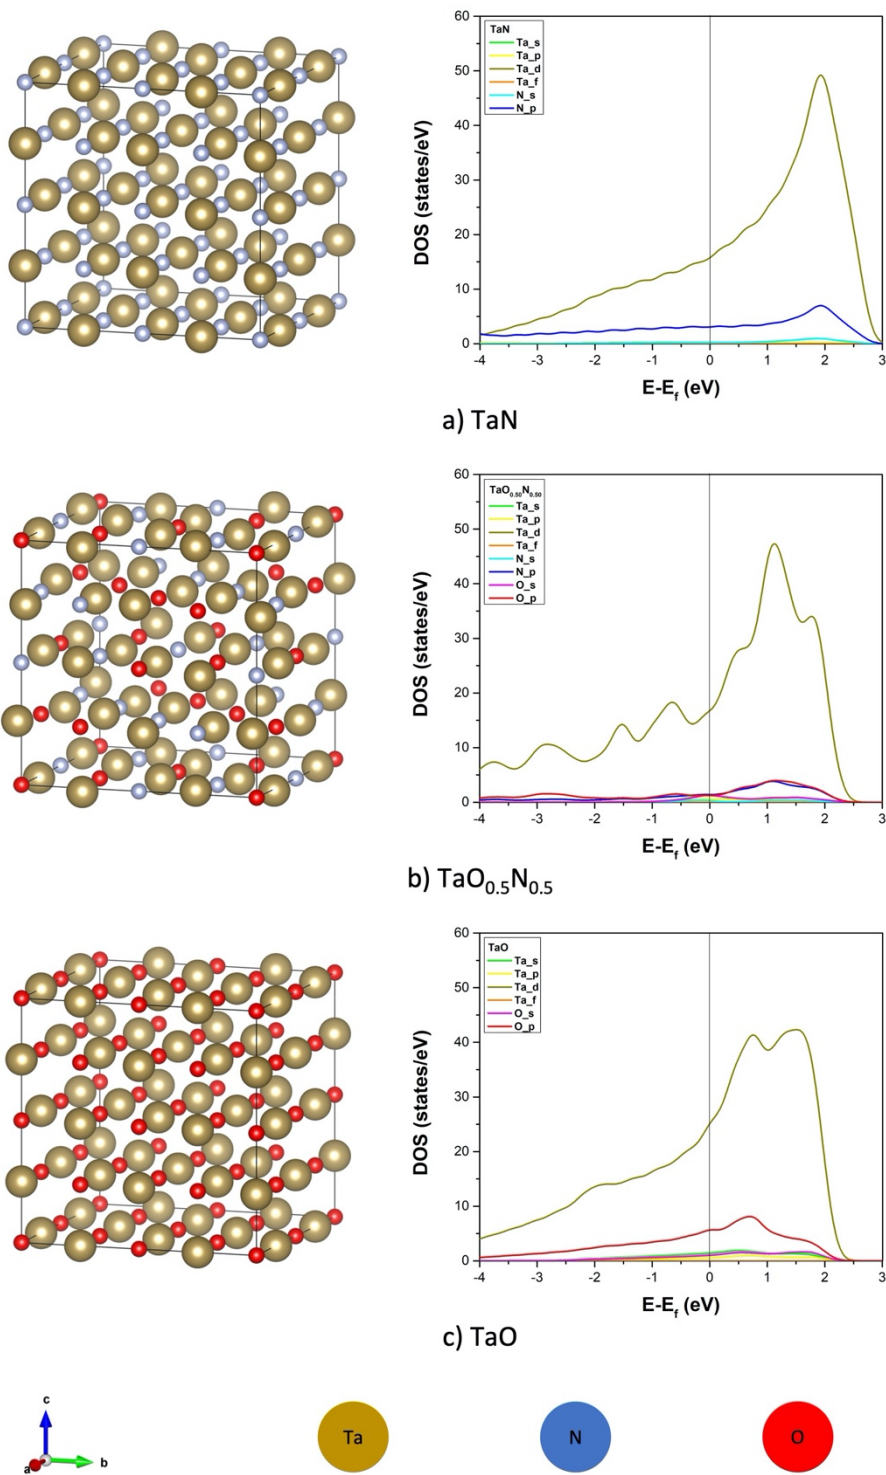 TaN
Ta_s
Ta_p
Ta_d
Ta_f
N_s
N_p
60
50
40
30
20
10
0
DOS (states/eV)
-4 -3 -2 -1 0 1 2 3
E-E_f (eV)
a) TaN
TaO₀.₅₀N₀.₅₀
Ta_s
Ta_p
Ta_d
Ta_f
N_s
N_p
O_s
O_p
60
50
40
30
20
10
0
DOS (states/eV)
-4 -3 -2 -1 0 1 2 3
E-E_f (eV)
b) TaO₀.₅N₀.₅
TaO
Ta_s
Ta_p
Ta_d
Ta_f
O_s
O_p
60
50
40
30
20
10
0
DOS (states/eV)
-4 -3 -2 -1 0 1 2 3
E-E_f (eV)
c) TaO
c
a
b
Ta
N
O